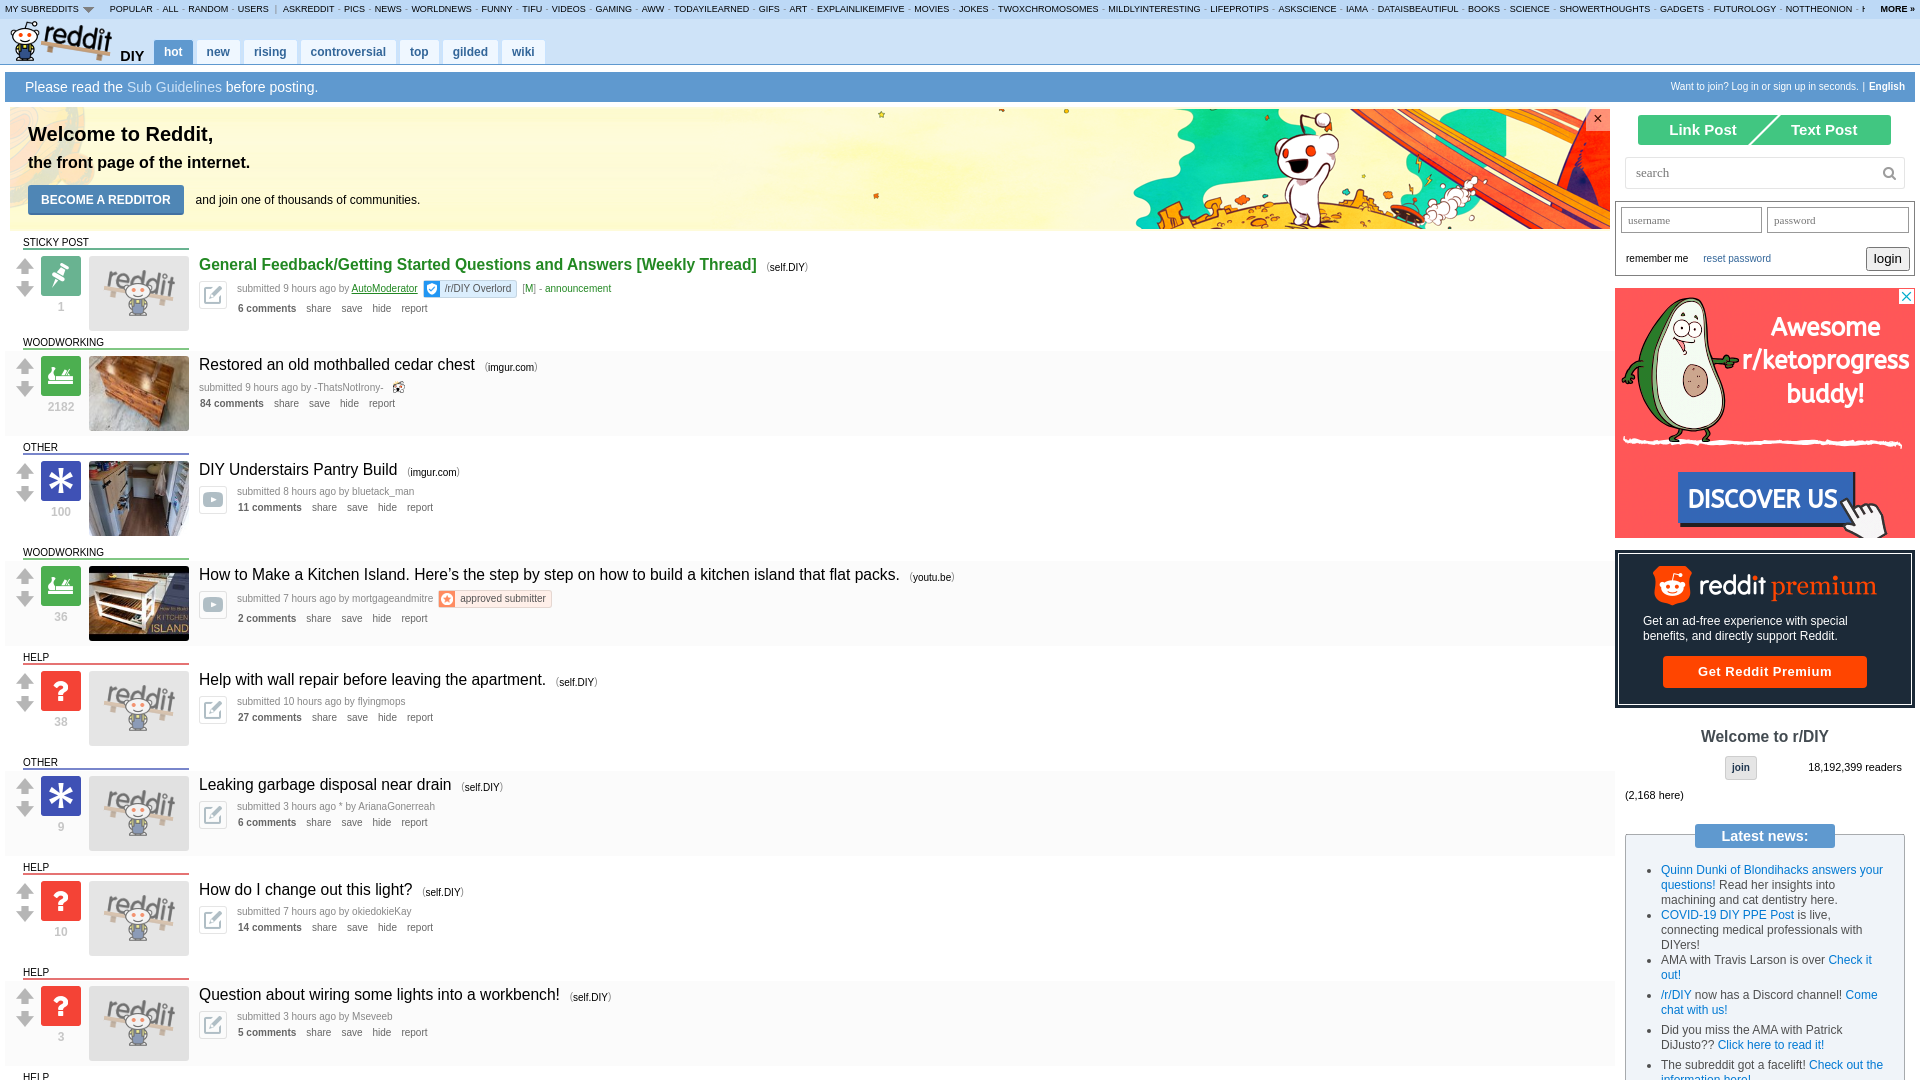 MY SUBREDDITS POPULAR - ALL - RANDOM - USERS | ASKREDDIT - PICS - NEWS - WORLDNEWS - FUNNY - TIFU - VIDEOS - GAMING - AWW - TODAYILEARNED - GIFS - ART - EXPLAINLIKEIMFIVE - MOVIES - JOKES - TWOXCHROMOSOMES - MILDLYINTERESTING - LIFEPROTIPS - ASKSCIENCE - IAMA - DATAISBEAUTIFUL - BOOKS - SCIENCE - SHOWERTHOUGHTS - GADGETS - FUTUROLOGY - NOTTHEONION - MORE »
reddit DIY hot new rising controversial top gilded wiki
Please read the Sub Guidelines before posting.
Want to join? Log in or sign up in seconds. | English
Welcome to Reddit,
the front page of the internet.
BECOME A REDDITOR and join one of thousands of communities.
×
STICKY POST
1
reddit
General Feedback/Getting Started Questions and Answers [Weekly Thread] (self.DIY)
submitted 9 hours ago by AutoModerator /r/DIY Overlord [M] - announcement
6 comments share save hide report
WOODWORKING
2182
Restored an old mothballed cedar chest (imgur.com)
submitted 9 hours ago by -ThatsNotIrony-
84 comments share save hide report
OTHER
100
DIY Understairs Pantry Build (imgur.com)
submitted 8 hours ago by bluetack_man
11 comments share save hide report
WOODWORKING
36
KITCHEN
ISLAND
How to Make a Kitchen Island. Here’s the step by step on how to build a kitchen island that flat packs. (youtu.be)
submitted 7 hours ago by mortgageandmitre approved submitter
2 comments share save hide report
HELP
?
38
reddit
Help with wall repair before leaving the apartment. (self.DIY)
submitted 10 hours ago by flyingmops
27 comments share save hide report
OTHER
9
reddit
Leaking garbage disposal near drain (self.DIY)
submitted 3 hours ago * by ArianaGonerreah
6 comments share save hide report
HELP
?
10
reddit
How do I change out this light? (self.DIY)
submitted 7 hours ago by okiedokieKay
14 comments share save hide report
HELP
?
3
reddit
Question about wiring some lights into a workbench! (self.DIY)
submitted 3 hours ago by Mseveeb
5 comments share save hide report
HELP
Link Post Text Post
search
username password
remember me reset password login
Awesome
r/ketoprogress
buddy!
DISCOVER US
reddit premium
Get an ad-free experience with special
benefits, and directly support Reddit.
Get Reddit Premium
Welcome to r/DIY
join 18,192,399 readers
(2,168 here)
Latest news:
Quinn Dunki of Blondihacks answers your
questions! Read her insights into
machining and cat dentistry here.
COVID-19 DIY PPE Post is live,
connecting medical professionals with
DIYers!
AMA with Travis Larson is over Check it
out!
/r/DIY now has a Discord channel! Come
chat with us!
Did you miss the AMA with Patrick
DiJusto?? Click here to read it!
The subreddit got a facelift! Check out the
information here!